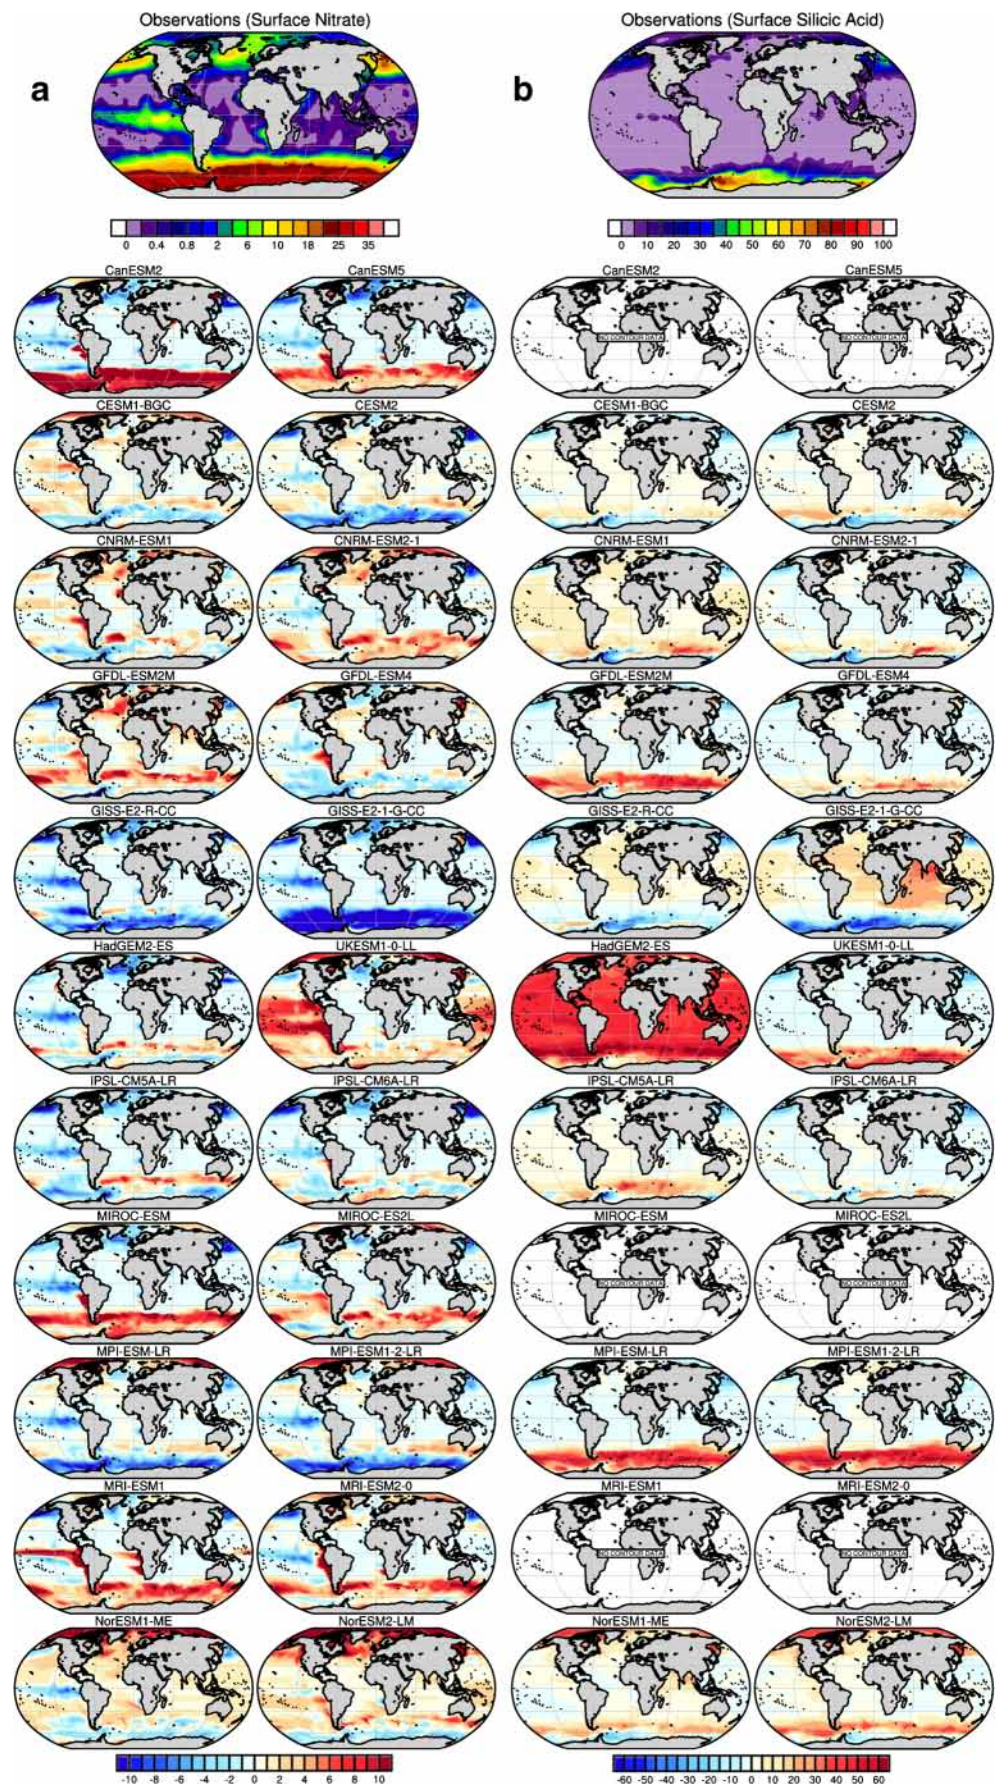 Observations (Surface Nitrate)
Observations (Surface Silicic Acid)
a
b
0 0.4 0.8 2 6 10 18 25 35
0 10 20 30 40 50 60 70 80 90 100
CanESM2 CanESM5 CanESM2 CanESM5
NO CONTOUR DATA NO CONTOUR DATA
CESM1-BGC CESM2 CESM1-BGC CESM2
CNRM-ESM1 CNRM-ESM2-1 CNRM-ESM1 CNRM-ESM2-1
GFDL-ESM2M GFDL-ESM4 GFDL-ESM2M GFDL-ESM4
GISS-E2-R-CC GISS-E2-1-G-CC GISS-E2-R-CC GISS-E2-1-G-CC
HadGEM2-ES UKESM1-0-LL HadGEM2-ES UKESM1-0-LL
IPSL-CM5A-LR IPSL-CM6A-LR IPSL-CM5A-LR IPSL-CM6A-LR
MIROC-ESM MIROC-ES2L MIROC-ESM MIROC-ES2L
NO CONTOUR DATA NO CONTOUR DATA
MPI-ESM-LR MPI-ESM1-2-LR MPI-ESM-LR MPI-ESM1-2-LR
MRI-ESM1 MRI-ESM2-0 MRI-ESM1 MRI-ESM2-0
NO CONTOUR DATA NO CONTOUR DATA
NorESM1-ME NorESM2-LM NorESM1-ME NorESM2-LM
-10 -8 -6 -4 -2 0 2 4 6 8 10
-60 -50 -40 -30 -20 -10 0 10 20 30 40 50 60